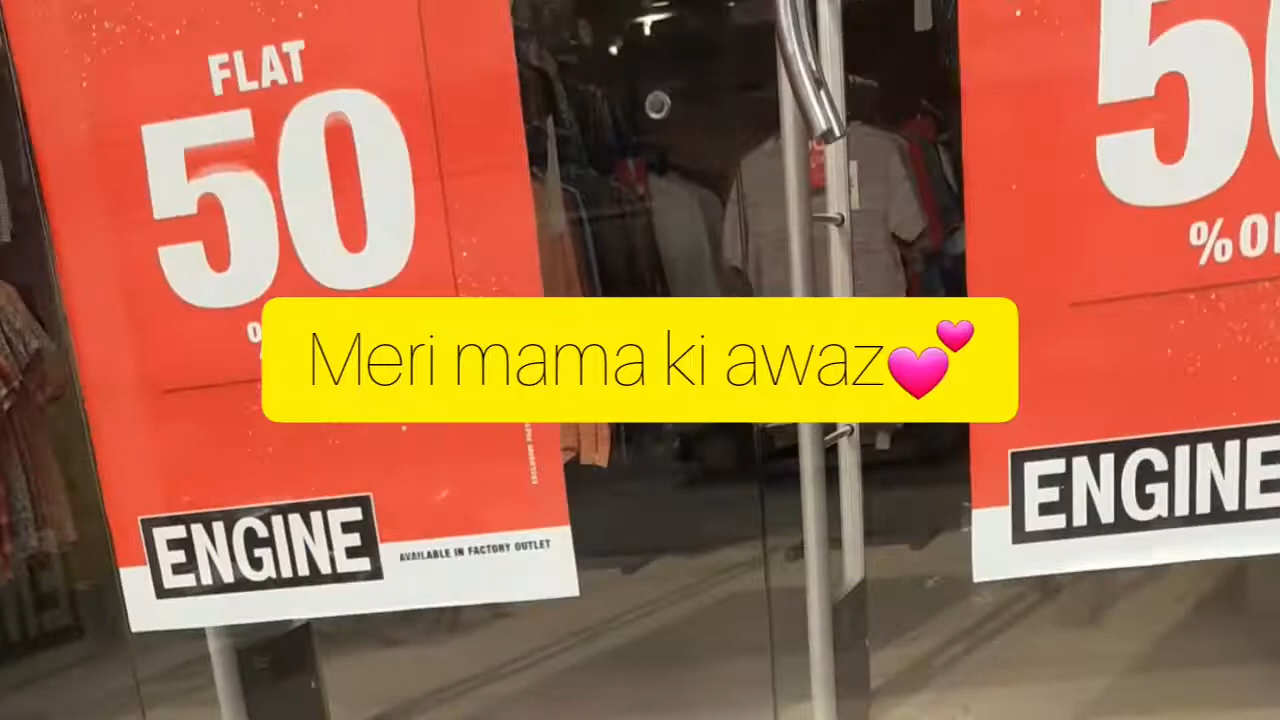 FLAT
50
%
ENGINE
AVAILABLE IN FACTORY OUTLET
Meri mama ki awaz💕
5
%O
ENGINE